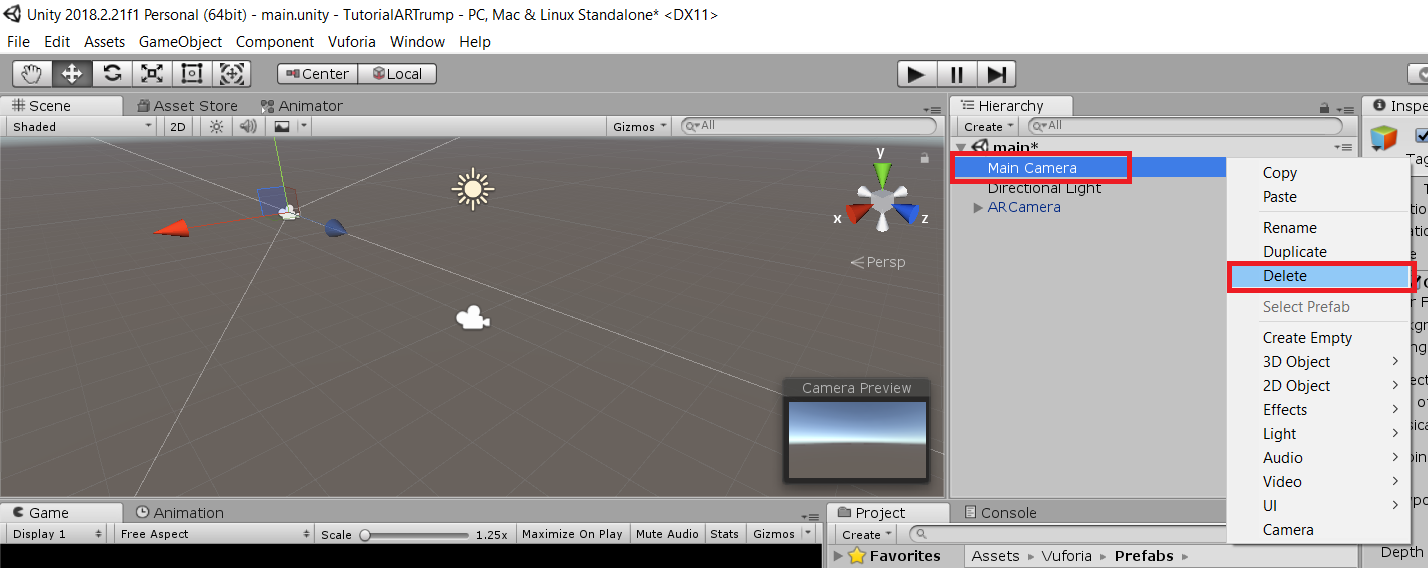 Unity 2018.2.21f1 Personal (64bit) - main.unity - TutorialARTrump - PC, Mac & Linux Standalone* <DX11>
File Edit Assets GameObject Component Vuforia Window Help
Center Local
Scene Asset Store Animator
Shaded 2D Gizmos All
y
x
z
Persp
Camera Preview
Hierarchy
Create All
main*
Main Camera
Directional Light
ARCamera
Copy
Paste
Rename
Duplicate
Delete
Select Prefab
Create Empty
3D Object
2D Object
Effects
Light
Audio
Video
UI
Camera
Inspe
Tag
Depth
Game Animation
Display 1 Free Aspect Scale 1.25x Maximize On Play Mute Audio Stats Gizmos
Project Console
Create
Favorites
Assets Vuforia Prefabs